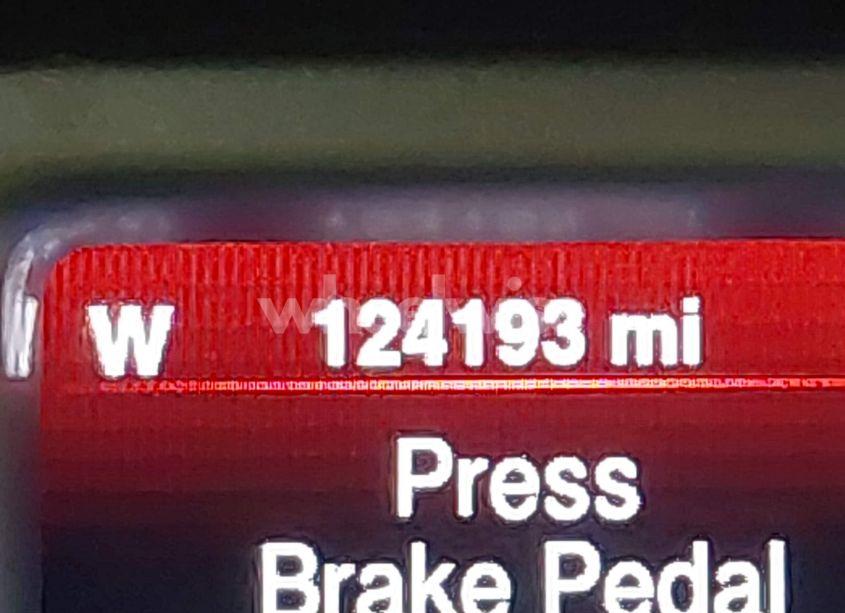 W 124193 mi
Press
Brake Pedal